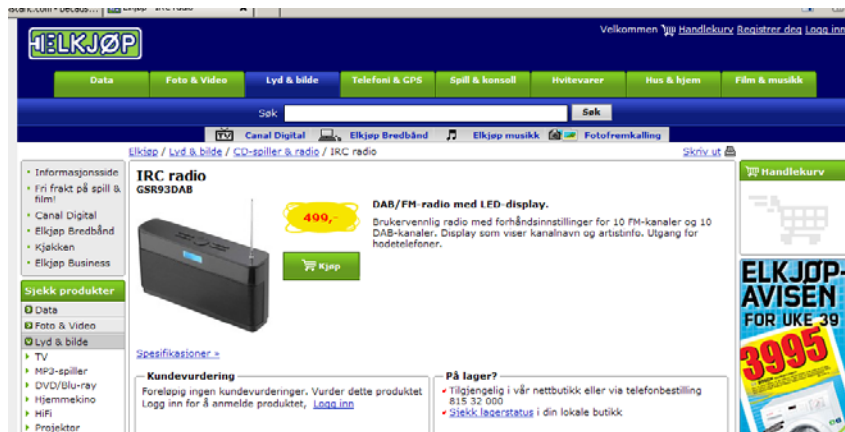 Elkjøp - IRC radio
Velkommen Handlekurv Registrer deg Logg inn
ELKJØP
Data Foto & Video Lyd & bilde Telefoni & GPS Spill & konsoll Hvitevarer Hus & hjem Film & musikk
Søk Søk
TV Canal Digital Elkjøp Bredbånd Elkjøp musikk Fotofremkalling
Elkjøp / Lyd & bilde / CD-spiller & radio / IRC radio Skriv ut
Informasjonsside
Fri frakt på spill &
film!
Canal Digital
Elkjøp Bredbånd
Kjøkken
Elkjøp Business
Sjekk produkter
Data
Foto & Video
Lyd & bilde
TV
MP3-spiller
DVD/Blu-ray
Hjemmekino
HiFi
Projektor
IRC radio
GSR93DAB
499,-
Kjøp
DAB/FM-radio med LED-display.
Brukervennlig radio med forhåndsinnstillinger for 10 FM-kanaler og 10
DAB-kanaler. Display som viser kanalnavn og artistinfo. Utgang for
hodetelefoner.
Spesifikasjoner »
Kundevurdering
Foreløpig ingen kundevurderinger. Vurder dette produktet
Logg inn for å anmelde produktet, Logg inn
På lager?
Tilgjengelig i vår nettbutikk eller via telefonbestilling
815 32 000
Sjekk lagerstatus i din lokale butikk
Handlekurv
ELKJØP-
AVISEN
FOR UKE 39
3995